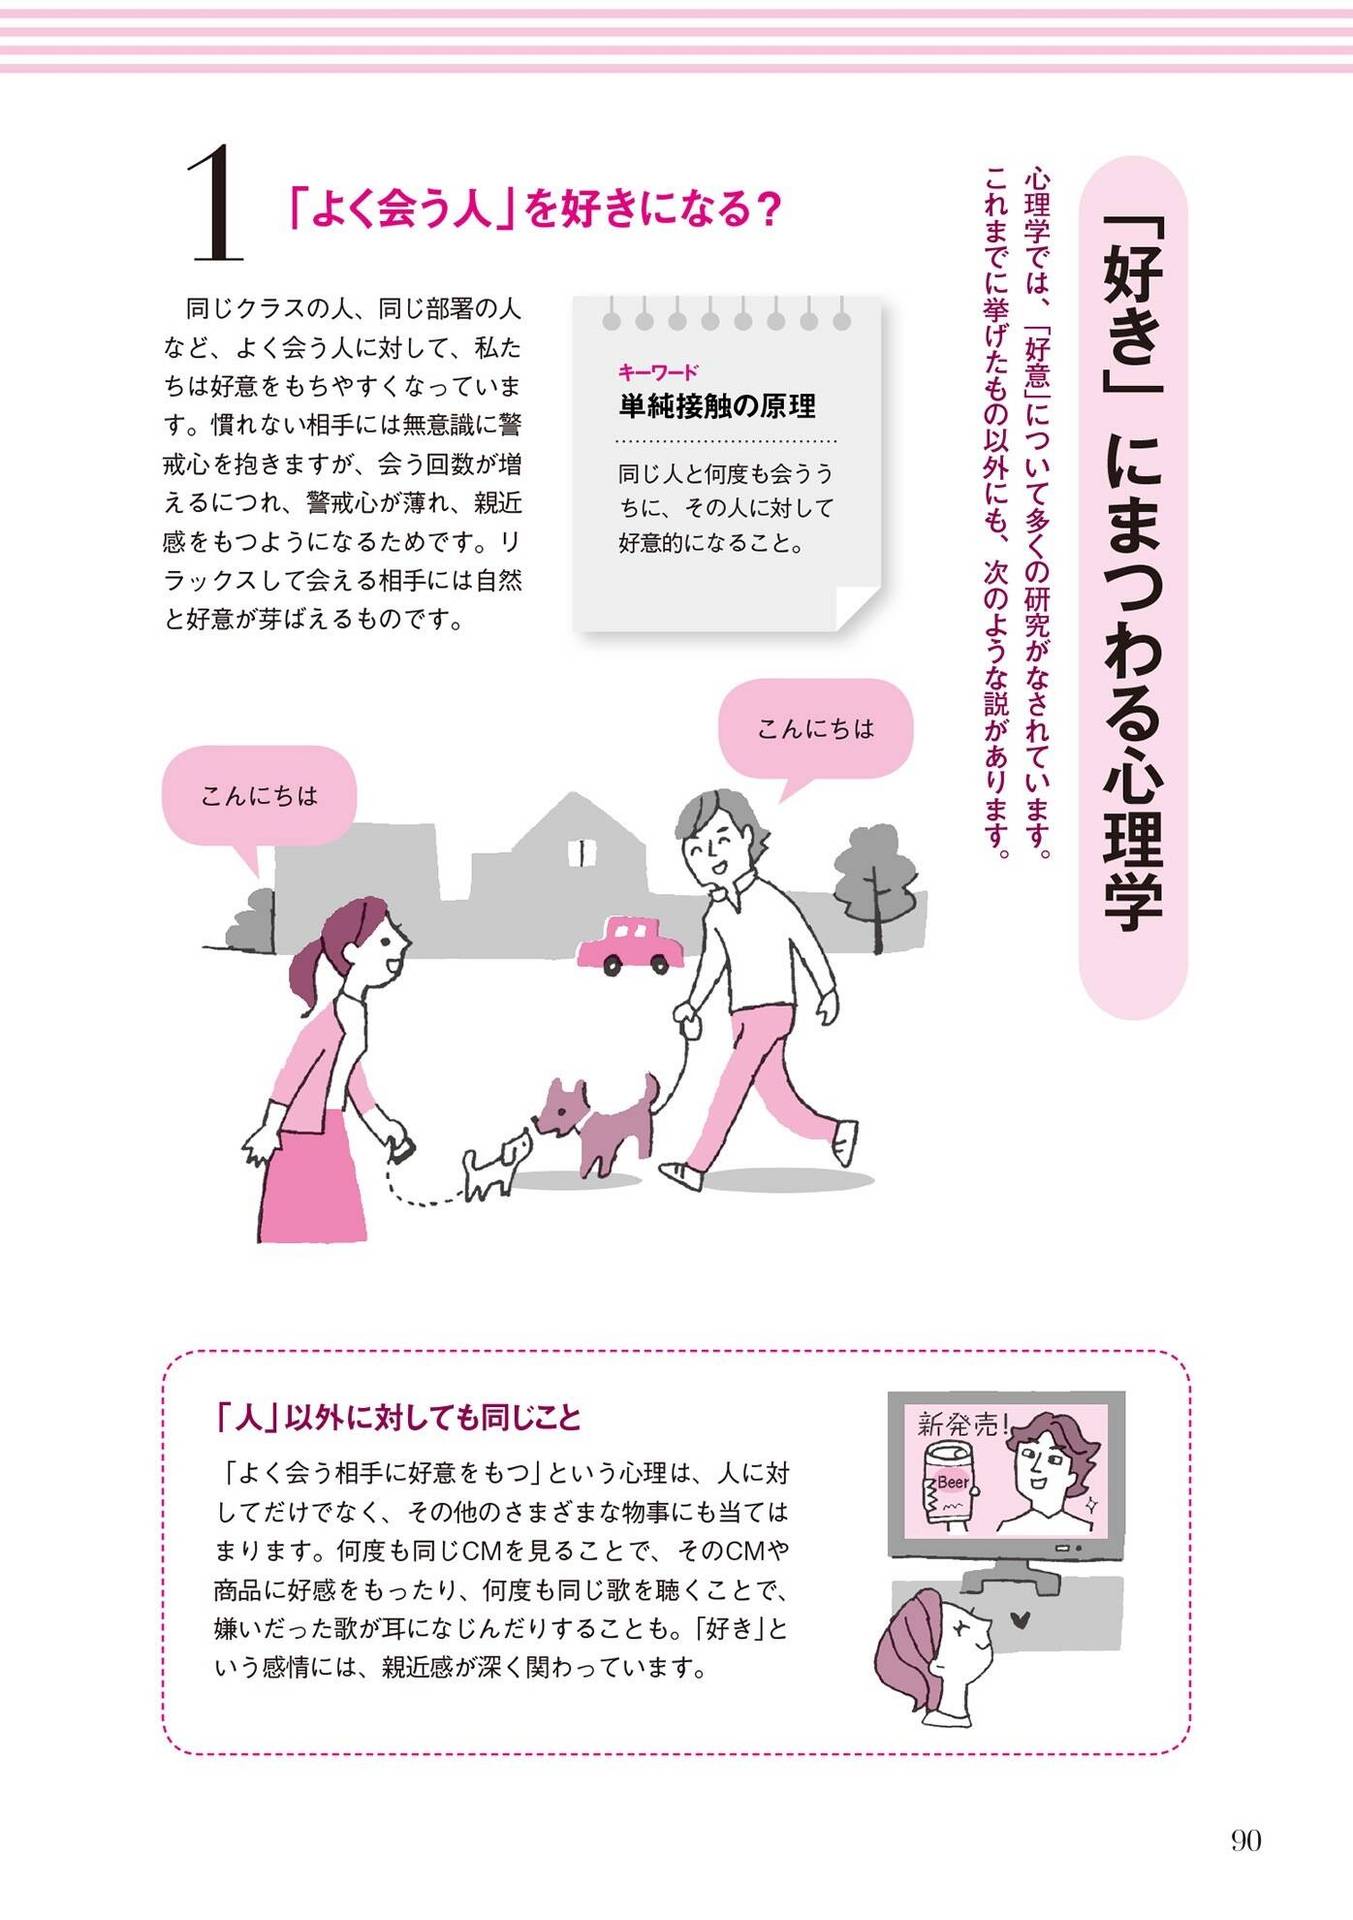 「好き」にまつわる心理学
心理学では、「好意」について多くの研究がなされています。
これまでに挙げたもの以外にも、次のような説があります。
1
「よく会う人」を好きになる?
同じクラスの人、同じ部署の人
など、よく会う人に対して、私た
ちは好意をもちやすくなっていま
す。慣れない相手には無意識に警
戒心を抱きますが、会う回数が増
えるにつれ、警戒心が薄れ、親近
感をもつようになるためです。リ
ラックスして会える相手には自然
と好意が芽ばえるものです。
キーワード
単純接触の原理
同じ人と何度も会うう
ちに、その人に対して
好意的になること。
こんにちは
こんにちは
「人」以外に対しても同じこと
「よく会う相手に好意をもつ」という心理は、人に対
してだけでなく、その他のさまざまな物事にも当ては
まります。何度も同じCMを見ることで、そのCMや
商品に好感をもったり、何度も同じ歌を聴くことで、
嫌いだった歌が耳になじんだりすることも。「好き」と
いう感情には、親近感が深く関わっています。
新発売!
Beer
90